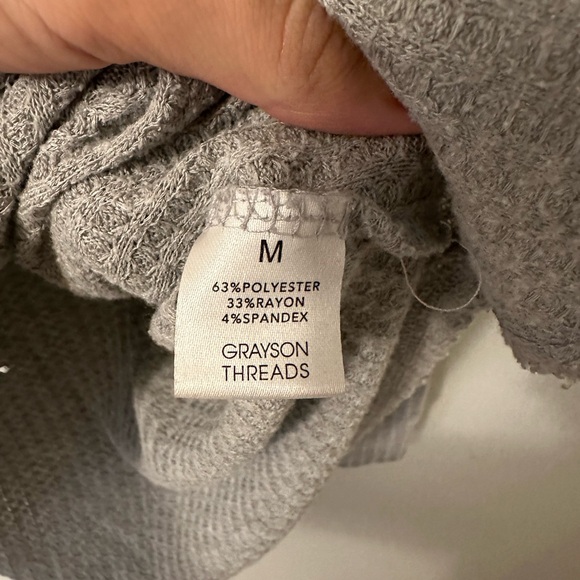 M
63%POLYESTER
33%RAYON
4%SPANDEX
GRAYSON
THREADS